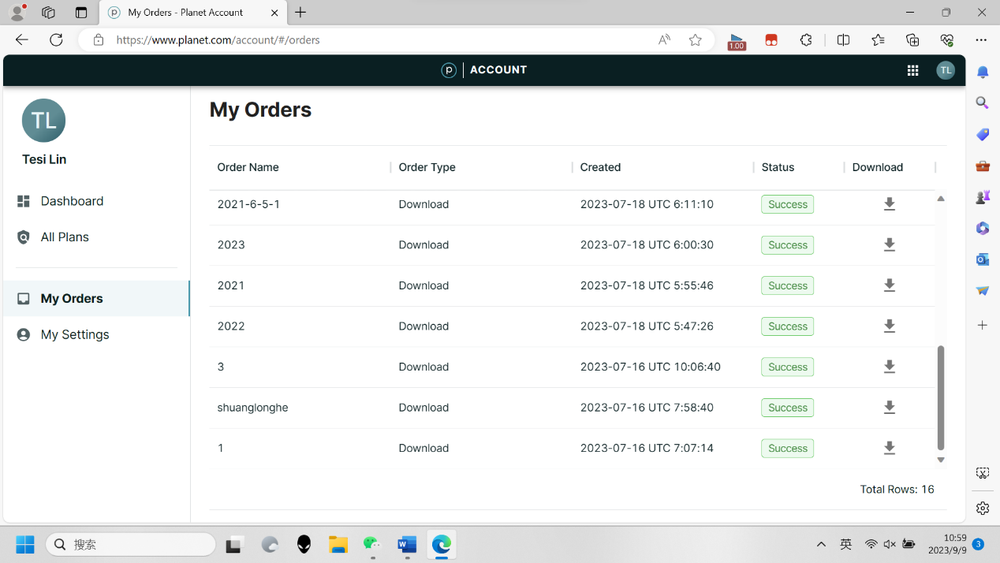 My Orders - Planet Account
https://www.planet.com/account/#/orders
1.00
p ACCOUNT
TL
TL
Tesi Lin
Dashboard
All Plans
My Orders
My Settings
My Orders
Order Name Order Type Created Status Download
2021-6-5-1 Download 2023-07-18 UTC 6:11:10 Success
2023 Download 2023-07-18 UTC 6:00:30 Success
2021 Download 2023-07-18 UTC 5:55:46 Success
2022 Download 2023-07-18 UTC 5:47:26 Success
3 Download 2023-07-16 UTC 10:06:40 Success
shuanglonghe Download 2023-07-16 UTC 7:58:40 Success
1 Download 2023-07-16 UTC 7:07:14 Success
Total Rows: 16
搜索
英
10:59
2023/9/9
3